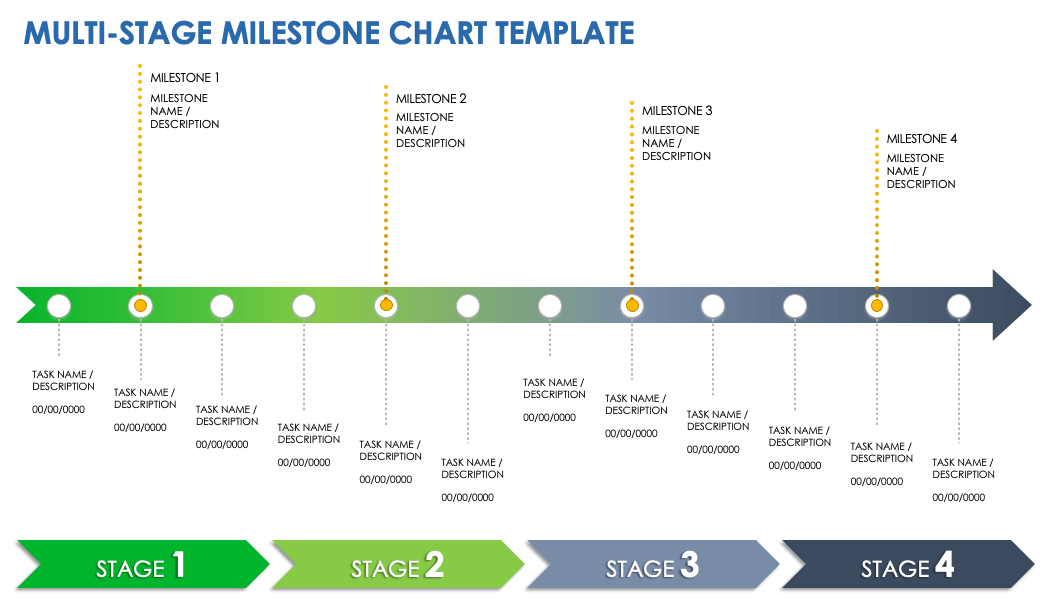 MULTI-STAGE MILESTONE CHART TEMPLATE
MILESTONE 1
MILESTONE
NAME /
DESCRIPTION
MILESTONE 2
MILESTONE
NAME /
DESCRIPTION
MILESTONE 3
MILESTONE
NAME /
DESCRIPTION
MILESTONE 4
MILESTONE
NAME /
DESCRIPTION
TASK NAME /
DESCRIPTION
00/00/0000
TASK NAME /
DESCRIPTION
00/00/0000
TASK NAME /
DESCRIPTION
00/00/0000
TASK NAME /
DESCRIPTION
00/00/0000
TASK NAME /
DESCRIPTION
00/00/0000
TASK NAME /
DESCRIPTION
00/00/0000
TASK NAME /
DESCRIPTION
00/00/0000
TASK NAME /
DESCRIPTION
00/00/0000
TASK NAME /
DESCRIPTION
00/00/0000
TASK NAME /
DESCRIPTION
00/00/0000
TASK NAME /
DESCRIPTION
00/00/0000
TASK NAME /
DESCRIPTION
00/00/0000
STAGE 1
STAGE 2
STAGE 3
STAGE 4